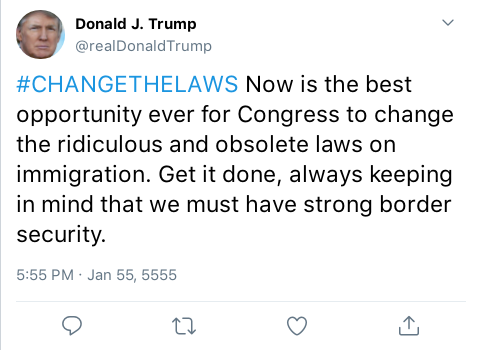 Donald J. Trump
@realDonaldTrump
#CHANGETHELAWS Now is the best
opportunity ever for Congress to change
the ridiculous and obsolete laws on
immigration. Get it done, always keeping
in mind that we must have strong border
security.
5:55 PM · Jan 55, 5555